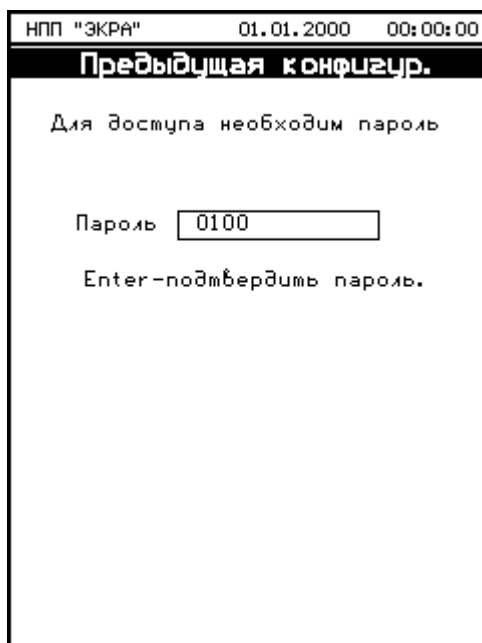 НПП "ЭКРА" 01.01.2000 00:00:00
Предыдущая конфигур.
Для доступа необходим пароль
Пароль 0100
Enter-подтвердить пароль.